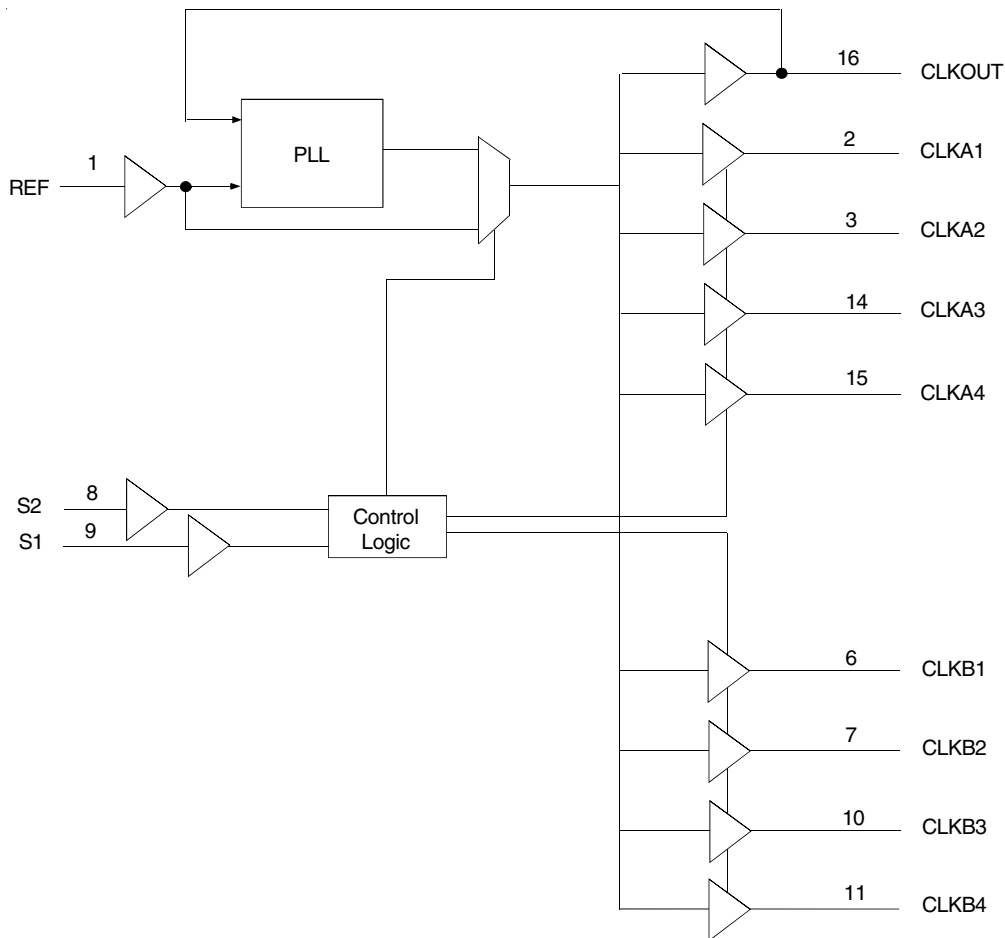 16 CLKOUT
PLL
1
REF
2 CLKA1
3 CLKA2
14 CLKA3
15 CLKA4
S2 8
S1 9
Control
Logic
6 CLKB1
7 CLKB2
10 CLKB3
11 CLKB4